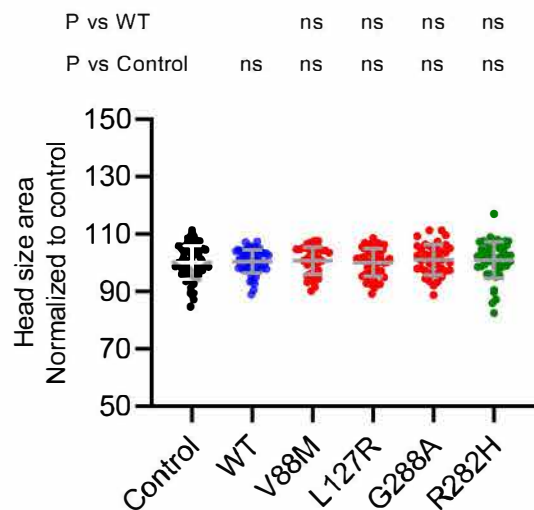 P vs WT ns ns ns ns
P vs Control ns ns ns ns ns
Head size area
Normalized to control
150
130
110
90
70
50
Control WT V88M L127R G288A R282H